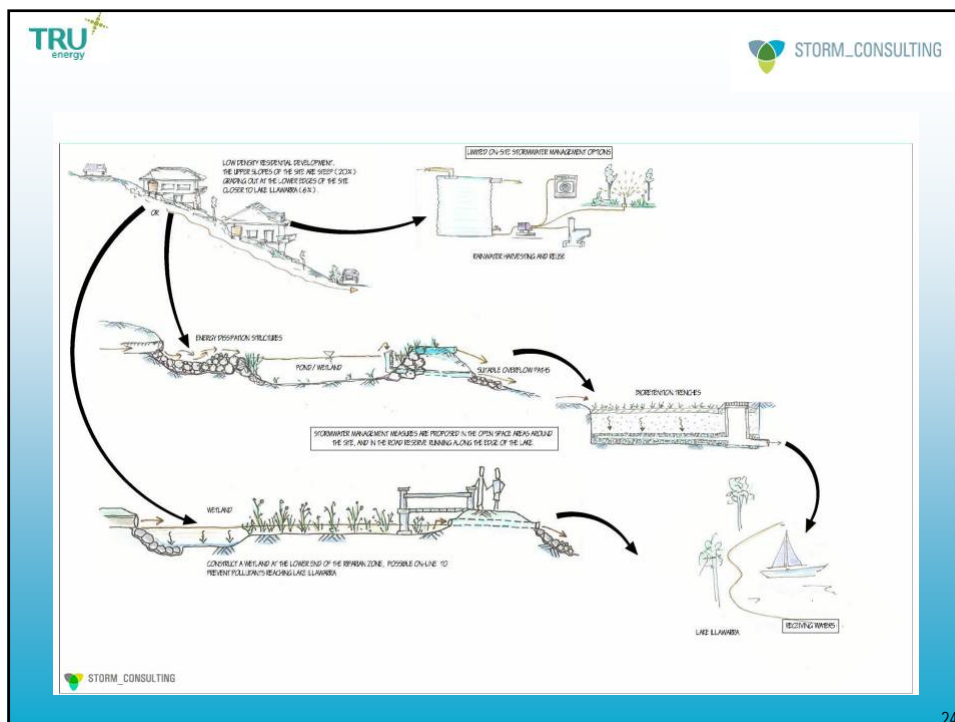 TRU
energy
STORM_CONSULTING
LOW DENSITY RESIDENTIAL DEVELOPMENT.
THE UPPER SLOPES OF THE SITE ARE STEEP (20%)
GRADING OUT AT THE LOWER EDGES OF THE SITE
CLOSER TO LAKE ILLAWARRA (6%).
OR
LIMITED ON-SITE STORMWATER MANAGEMENT OPTIONS
RAINWATER HARVESTING AND REUSE
ENERGY DISSIPATION STRUCTURES
POND / WETLAND
SUITABLE OVERFLOW PATHS
BIORETENTION TRENCHES
STORMWATER MANAGEMENT MEASURES ARE PROPOSED IN THE OPEN SPACE AREAS AROUND
THE SITE, AND IN THE ROAD RESERVE RUNNING ALONG THE EDGE OF THE LAKE.
WETLAND
CONSTRUCT A WETLAND AT THE LOWER END OF THE RIPARIAN ZONE, POSSIBLE ON-LINE TO
PREVENT POLLUTANTS REACHING LAKE ILLAWARRA
LAKE ILLAWARRA
RECEIVING WATERS
STORM_CONSULTING
24